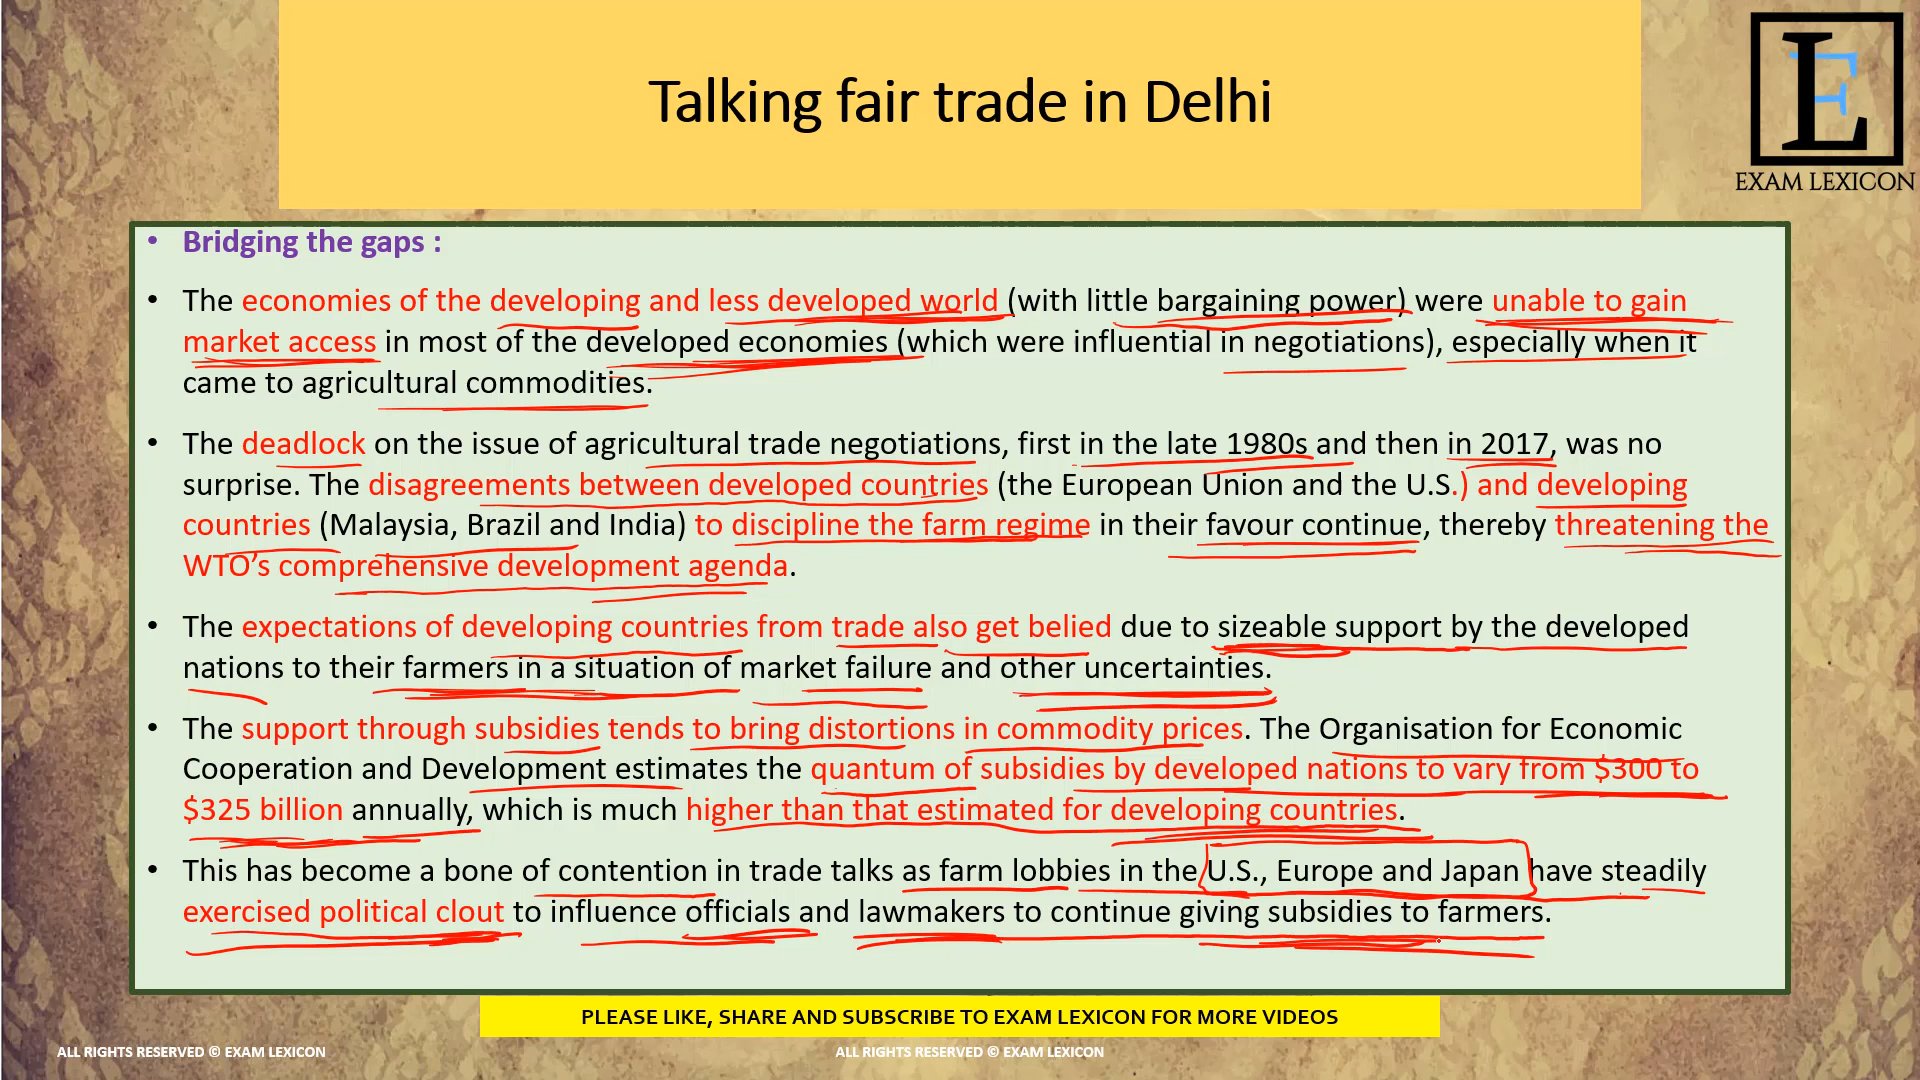 Talking fair trade in Delhi
LE
EXAM LEXICON
• Bridging the gaps :
• The economies of the developing and less developed world (with little bargaining power) were unable to gain
market access in most of the developed economies (which were influential in negotiations), especially when it
came to agricultural commodities.
• The deadlock on the issue of agricultural trade negotiations, first in the late 1980s and then in 2017, was no
surprise. The disagreements between developed countries (the European Union and the U.S.) and developing
countries (Malaysia, Brazil and India) to discipline the farm regime in their favour continue, thereby threatening the
WTO’s comprehensive development agenda.
• The expectations of developing countries from trade also get belied due to sizeable support by the developed
nations to their farmers in a situation of market failure and other uncertainties.
• The support through subsidies tends to bring distortions in commodity prices. The Organisation for Economic
Cooperation and Development estimates the quantum of subsidies by developed nations to vary from $300 to
$325 billion annually, which is much higher than that estimated for developing countries.
• This has become a bone of contention in trade talks as farm lobbies in the U.S., Europe and Japan have steadily
exercised political clout to influence officials and lawmakers to continue giving subsidies to farmers.
PLEASE LIKE, SHARE AND SUBSCRIBE TO EXAM LEXICON FOR MORE VIDEOS
ALL RIGHTS RESERVED © EXAM LEXICON
ALL RIGHTS RESERVED © EXAM LEXICON